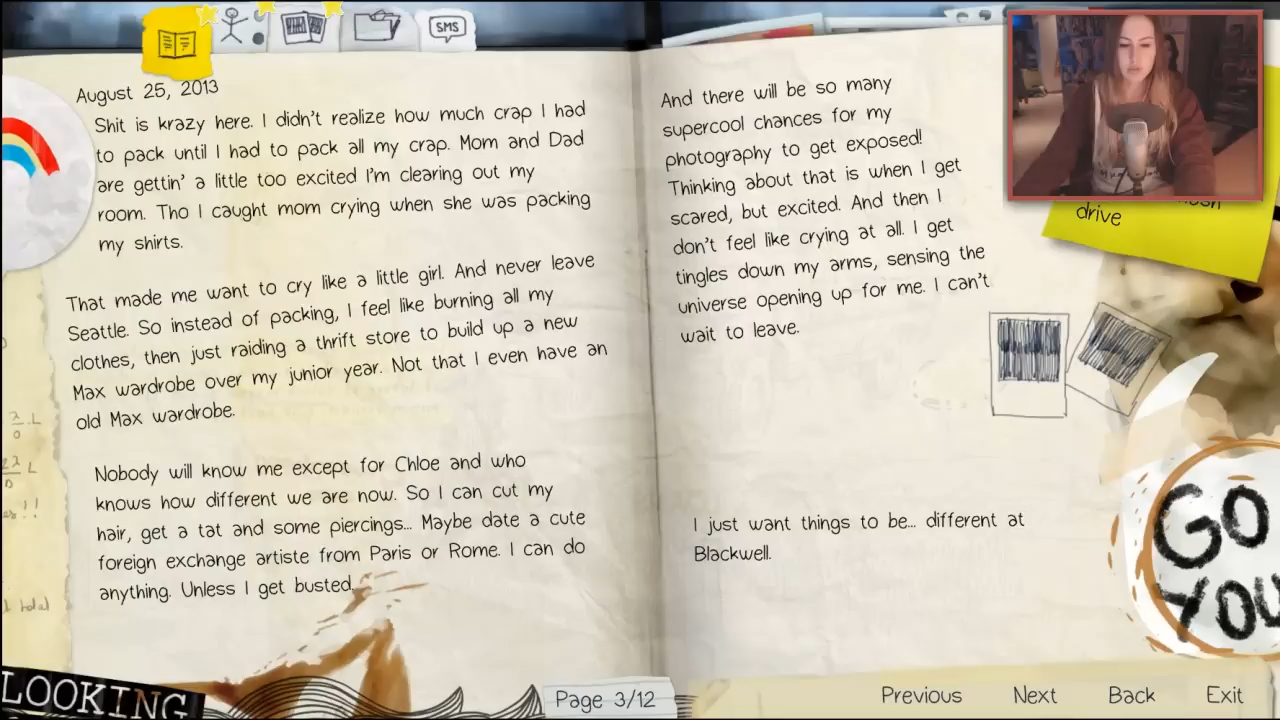 SMS
August 25, 2013
Shit is krazy here. I didn't realize how much crap I had
to pack until I had to pack all my crap. Mom and Dad
are gettin' a little too excited I'm clearing out my
room. Tho I caught mom crying when she was packing
my shirts.
That made me want to cry like a little girl. And never leave
Seattle. So instead of packing, I feel like burning all my
clothes, then just raiding a thrift store to build up a new
Max wardrobe over my junior year. Not that I even have an
old Max wardrobe.
Nobody will know me except for Chloe and who
knows how different we are now. So I can cut my
hair, get a tat and some piercings... Maybe date a cute
foreign exchange artiste from Paris or Rome. I can do
anything. Unless I get busted.
And there will be so many
supercool chances for my
photography to get exposed!
Thinking about that is when I get
scared, but excited. And then I
don't feel like crying at all. I get
tingles down my arms, sensing the
universe opening up for me. I can't
wait to leave.
I just want things to be... different at
Blackwell.
drive
GO
YOU
LOOKING
Page 3/12
Previous
Next
Back
Exit